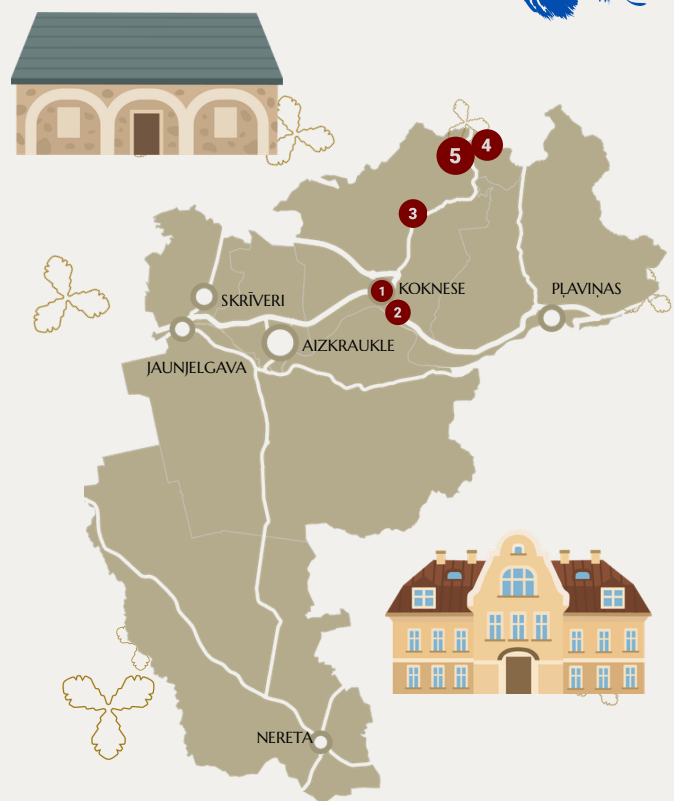 5
4
3
1
KOKNESE
PĻAVIŅAS
SKRĪVERI
2
AIZKRAUKLE
JAUNJELGAVA
NERETA